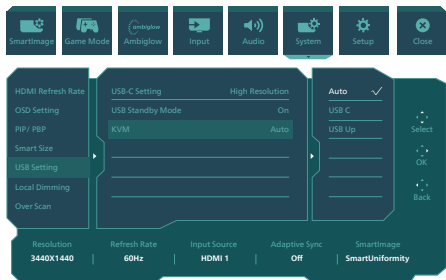 ambiglow
SmartImage Game Mode Ambiglow Input Audio System Setup Close
HDMI Refresh Rate
OSD Setting
PIP/ PBP
Smart Size
USB Setting
Local Dimming
Over Scan
USB-C Setting High Resolution
USB Standby Mode On
KVM Auto
Auto
USB C
USB Up
Select
OK
Back
Resolution Refresh Rate Input Source Adaptive Sync SmartImage
3440X1440 60Hz HDMI 1 Off SmartUniformity